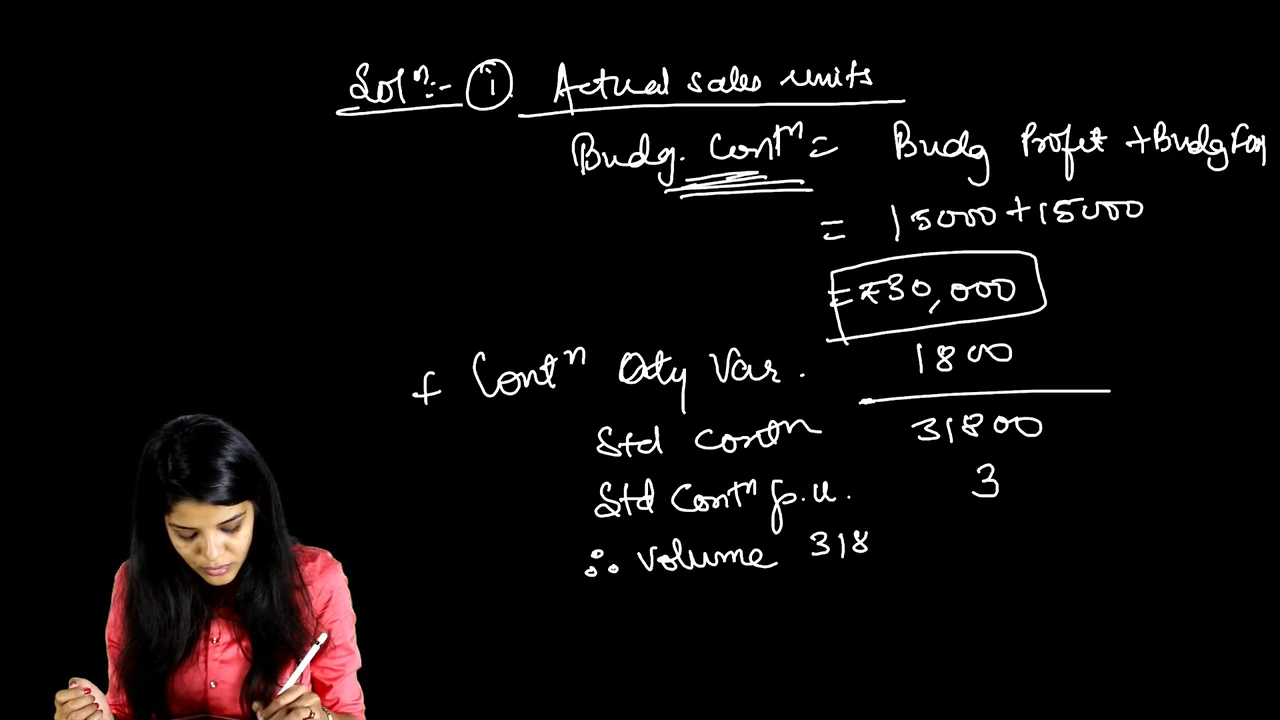 Solⁿ:- (i) Actual sales units
Budg. Contⁿ = Budg Profit + Budg Fox
= 15000+15000
= ₹30,000
+ Contⁿ Qty Var. 1800
Std Contⁿ 31800
Std Contⁿ p.u. 3
∴ Volume 318